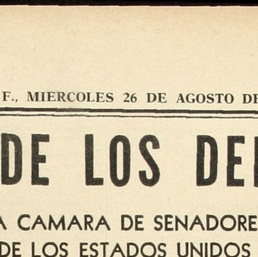 F., MIERCOLES 26 DE AGOSTO DE
DE LOS DE
A CAMARA DE SENADORE
DE LOS ESTADOS UNIDOS